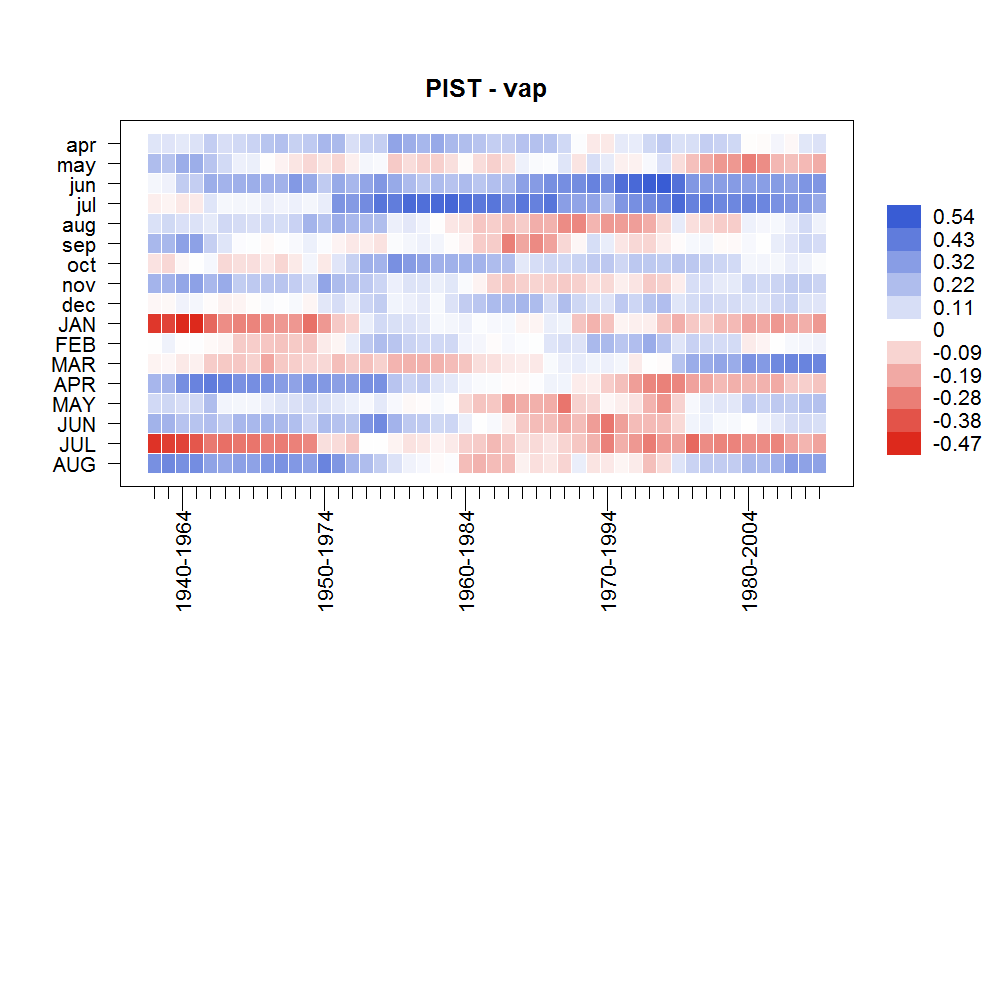 PIST - vap
apr
may
jun
jul
aug
sep
oct
nov
dec
JAN
FEB
MAR
APR
MAY
JUN
JUL
AUG
1940-1964
1950-1974
1960-1984
1970-1994
1980-2004
0.54
0.43
0.32
0.22
0.11
0
-0.09
-0.19
-0.28
-0.38
-0.47